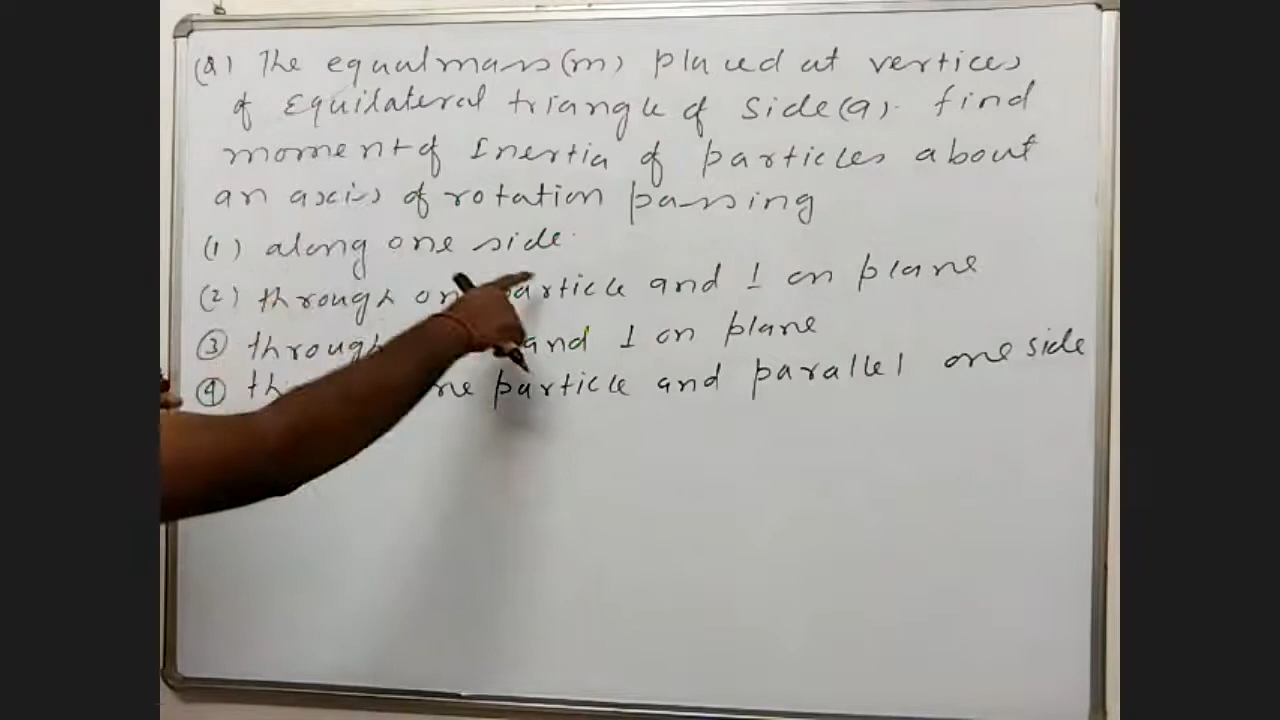 (Q) The equal mass (m) placed at vertices
of Equilateral triangle of side (a). find
moment of Inertia of particles about
an axis of rotation passing
(1) along one side.
(2) through particle and ⊥ on plane
③ through and ⊥ on plane
④ particle and parallel one side